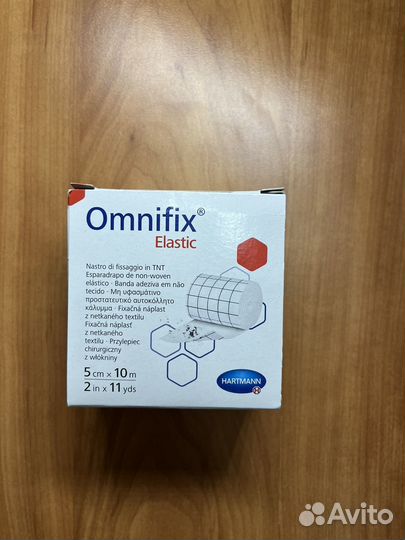 Omnifix®
Elastic
Nastro di fissaggio in TNT
Esparadrapo de non-woven
elástico · Banda adeziva em não
tecido · Μη υφασμάτινο
προστατευτικό αυτοκόλλητο
κάλυμμα · Fixačná náplast
z netkaného textilu
Fixačná náplasť
z netkaného
textilu · Przylepiec
chirurgiczny
z włókniny
5 cm × 10 m
2 in x 11 yds
HARTMANN
Avito